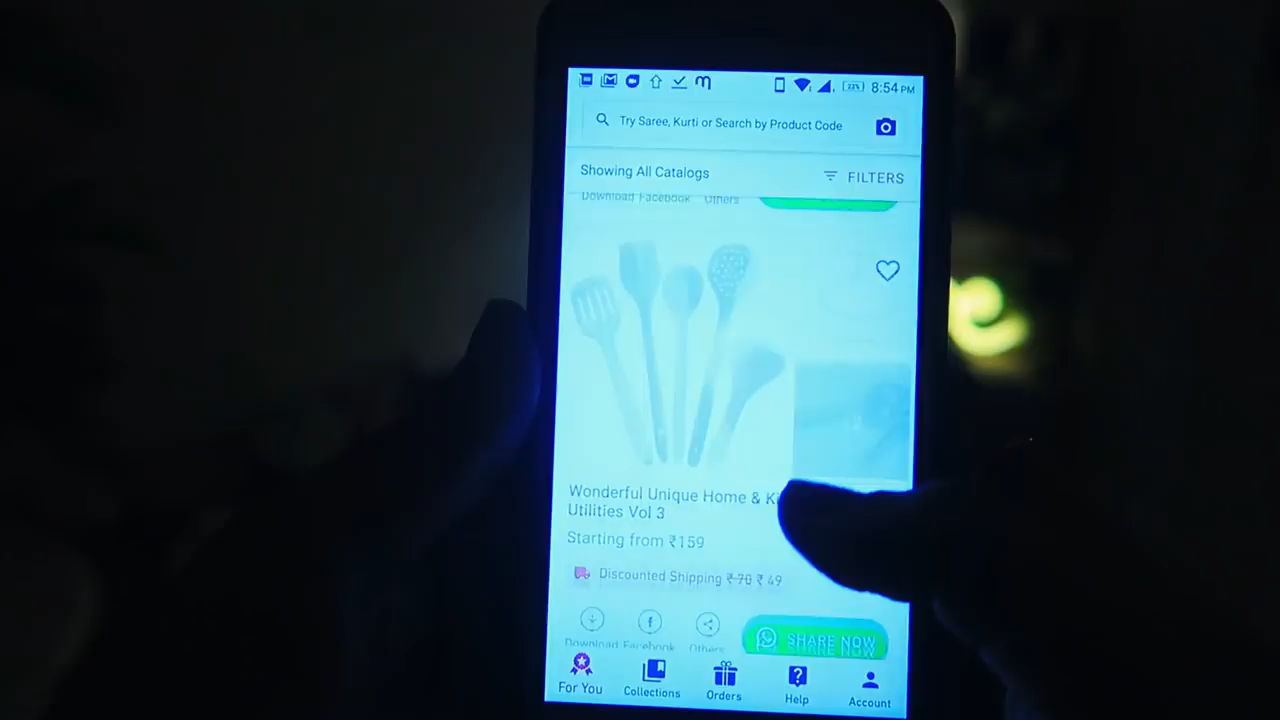 22%
8:54 PM
Try Saree, Kurti or Search by Product Code
Showing All Catalogs
FILTERS
Download Facebook Others
Wonderful Unique Home &
Utilities Vol 3
Starting from ₹159
Discounted Shipping ₹ 70 ₹ 49
Download Facebook Others
SHARE NOW
For You Collections Orders Help Account